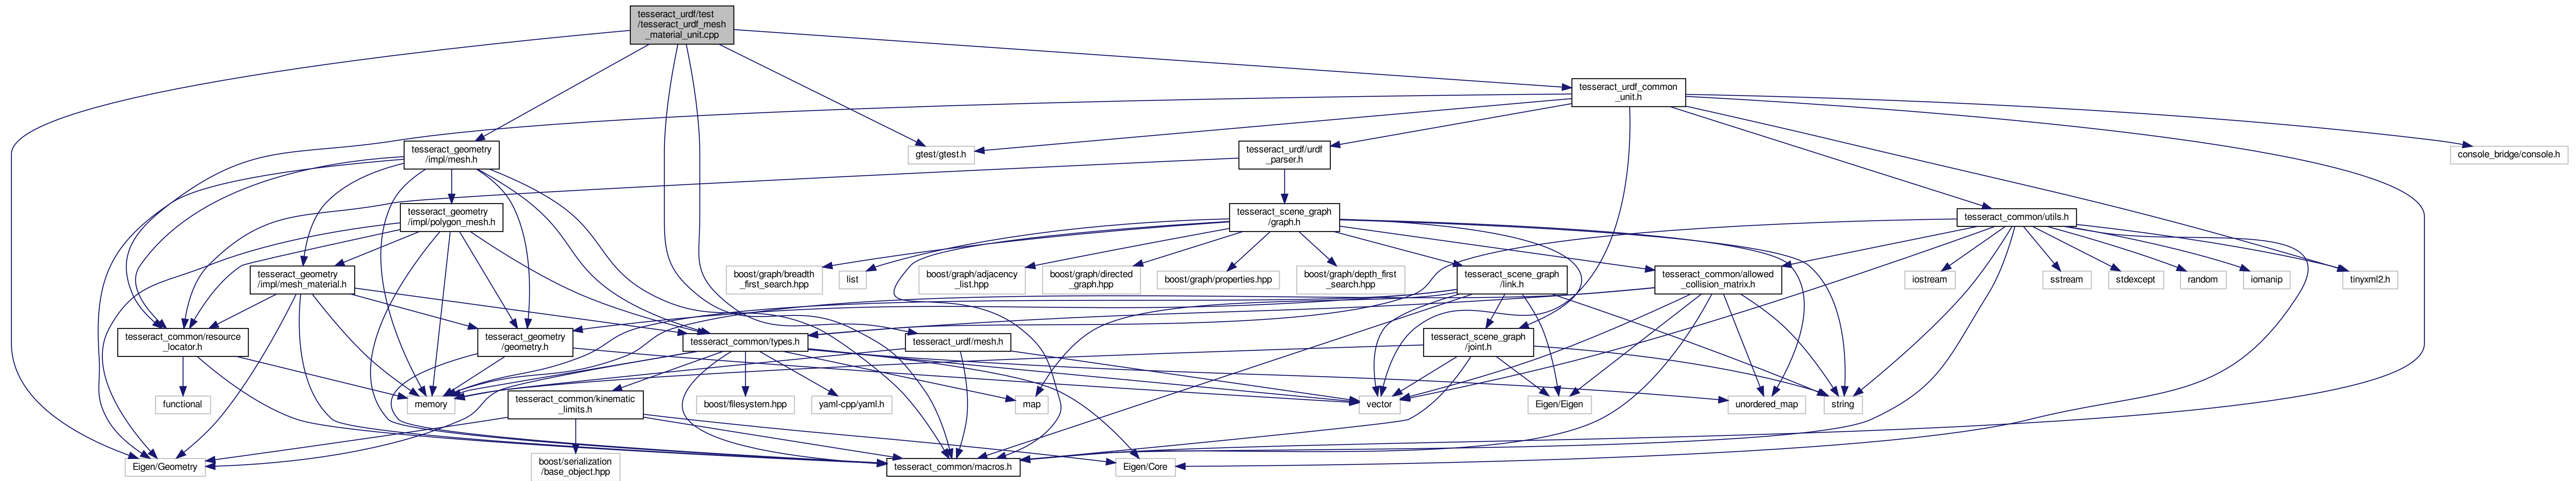 tesseract_urdf/test
/tesseract_urdf_mesh
_material_unit.cpp
tesseract_urdf_common
_unit.h
tesseract_geometry
/impl/mesh.h
gtest/gtest.h
tesseract_urdf/urdf
_parser.h
console_bridge/console.h
tesseract_geometry
/impl/polygon_mesh.h
tesseract_scene_graph
/graph.h
tesseract_common/utils.h
tesseract_geometry
/impl/mesh_material.h
boost/graph/breadth
_first_search.hpp
list
boost/graph/adjacency
_list.hpp
boost/graph/directed
_graph.hpp
boost/graph/properties.hpp
boost/graph/depth_first
_search.hpp
tesseract_scene_graph
/link.h
tesseract_common/allowed
_collision_matrix.h
iostream
sstream
stdexcept
random
iomanip
tinyxml2.h
tesseract_common/resource
_locator.h
tesseract_geometry
/geometry.h
tesseract_common/types.h
tesseract_urdf/mesh.h
tesseract_scene_graph
/joint.h
functional
memory
tesseract_common/kinematic
_limits.h
boost/filesystem.hpp
yaml-cpp/yaml.h
map
vector
Eigen/Eigen
unordered_map
string
Eigen/Geometry
boost/serialization
/base_object.hpp
tesseract_common/macros.h
Eigen/Core